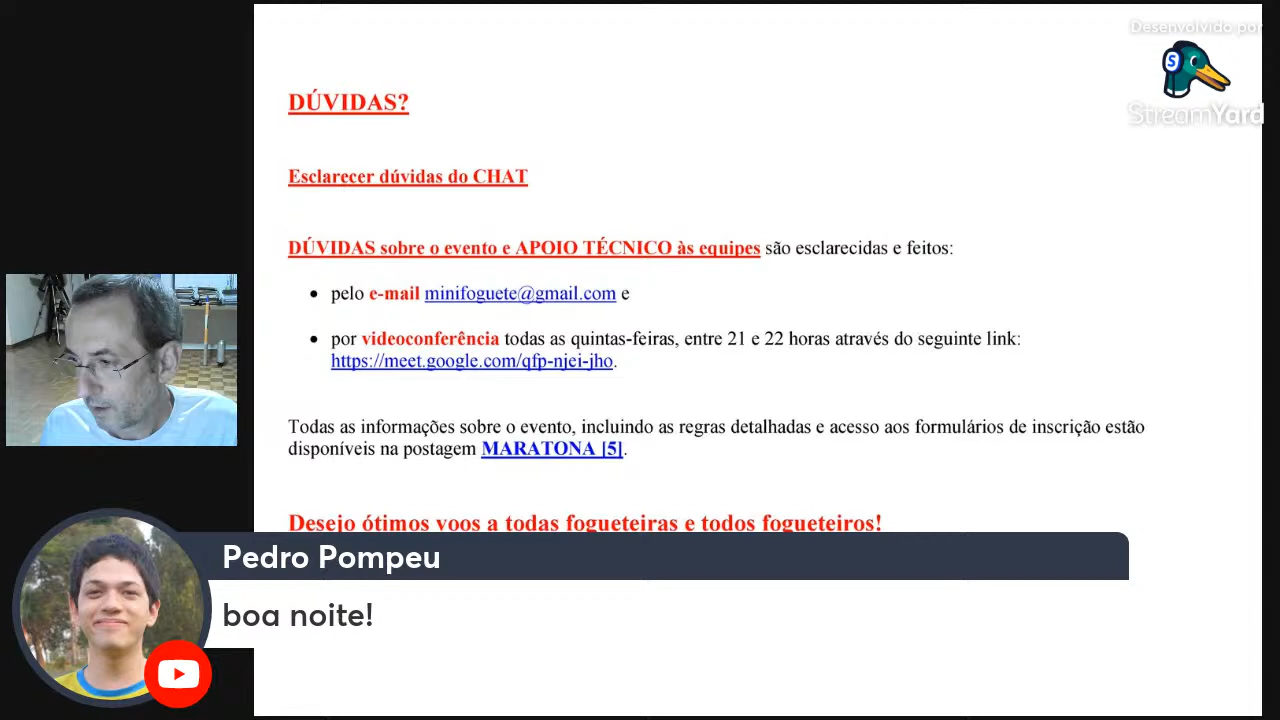 Desenvolvido por
StreamYard
DÚVIDAS?
Esclarecer dúvidas do CHAT
DÚVIDAS sobre o evento e APOIO TÉCNICO às equipes são esclarecidas e feitos:
• pelo e-mail minifoguete@gmail.com e
• por videoconferência todas as quintas-feiras, entre 21 e 22 horas através do seguinte link:
https://meet.google.com/qfp-njei-jho.
Todas as informações sobre o evento, incluindo as regras detalhadas e acesso aos formulários de inscrição estão
disponíveis na postagem MARATONA [5].
Desejo ótimos voos a todas fogueteiras e todos fogueteiros!
Pedro Pompeu
boa noite!